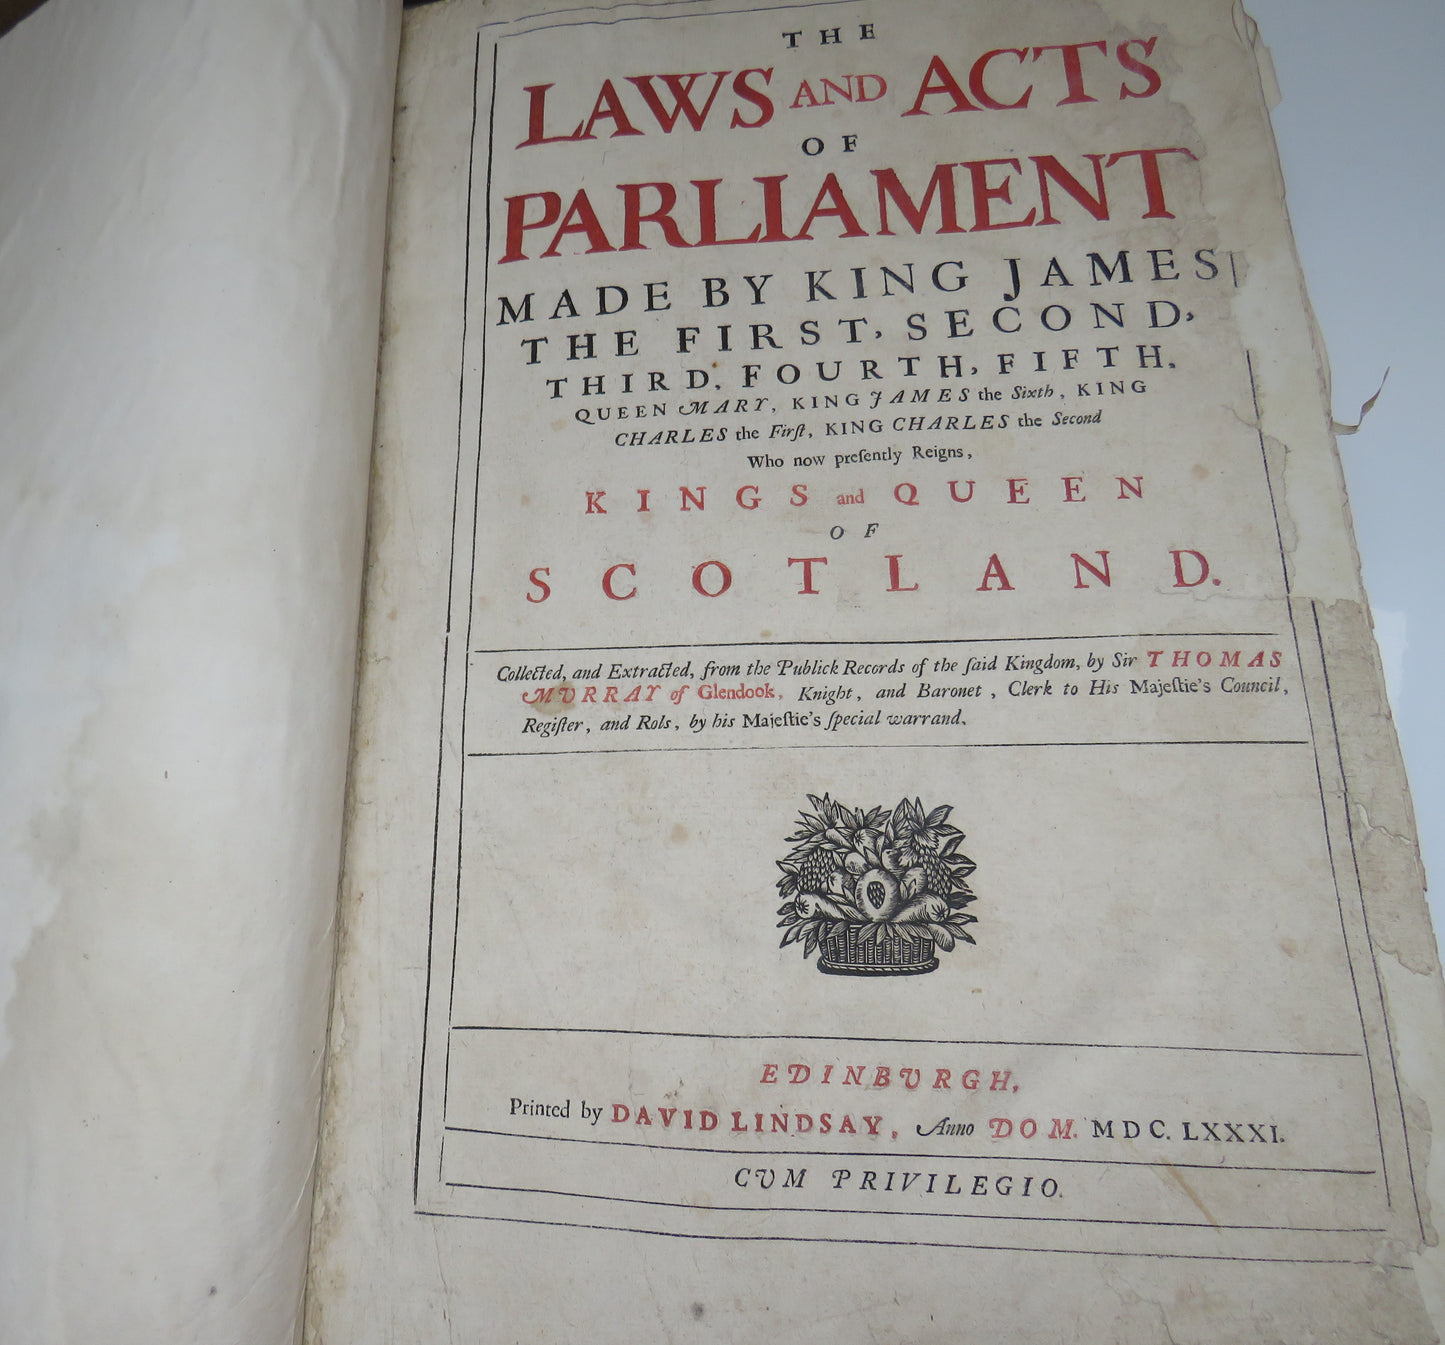 THE
LAWS AND ACTS
OF
PARLIAMENT
MADE BY KING JAMES
THE FIRST, SECOND,
THIRD, FOURTH, FIFTH,
QUEEN MARY, KING JAMES the Sixth, KING
CHARLES the Firſt, KING CHARLES the Second
Who now preſently Reigns,
KINGS and QUEEN
OF
SCOTLAND.
Collected, and Extracted, from the Publick Records of the ſaid Kingdom, by Sir THOMAS
MVRRAY of Glendook, Knight, and Baronet, Clerk to His Majeſtie's Council,
Regiſter, and Rols, by his Majeſtie's ſpecial warrand.
EDINBVRGH,
Printed by DAVID LINDSAY, Anno DOM. MDC. LXXXI.
CVM PRIVILEGIO.